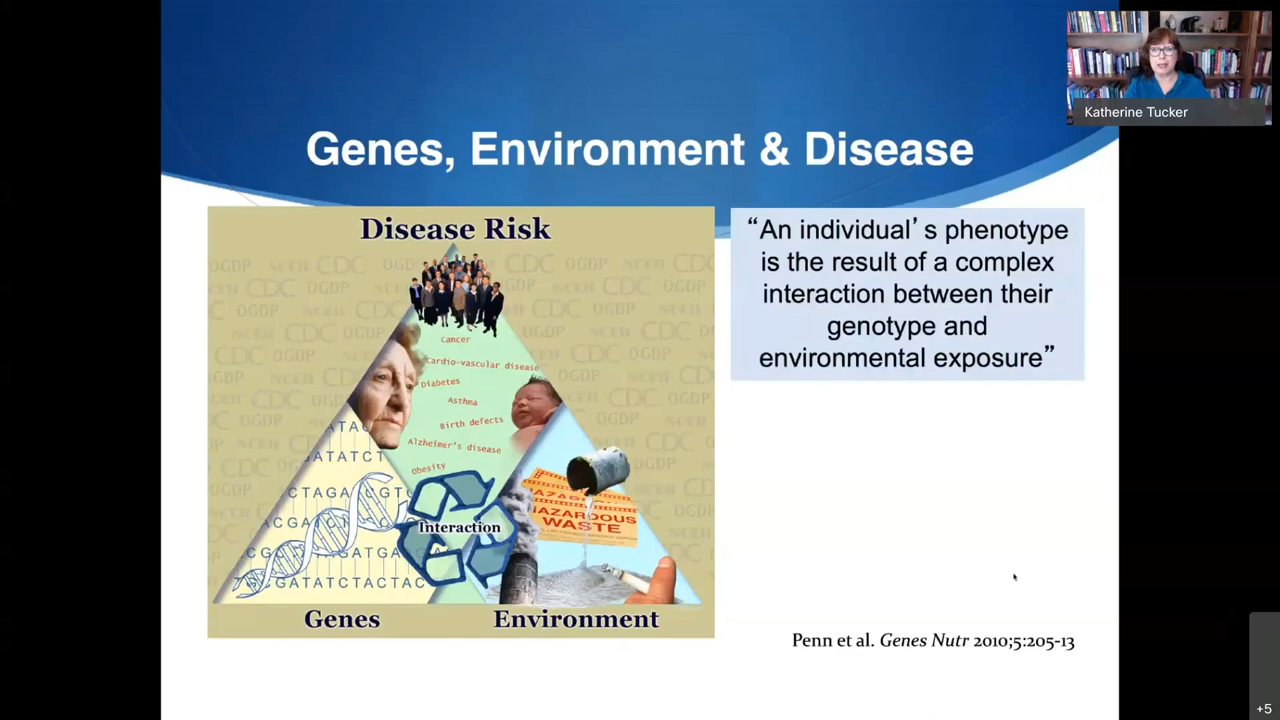 Katherine Tucker
Genes, Environment & Disease
Disease Risk
Cancer
Cardio-vascular disease
Diabetes
Asthma
Birth defects
Alzheimer's disease
Obesity
Interaction
HAZARDOUS
WASTE
Genes
Environment
“An individual’s phenotype
is the result of a complex
interaction between their
genotype and
environmental exposure”
Penn et al. Genes Nutr 2010;5:205-13
+5